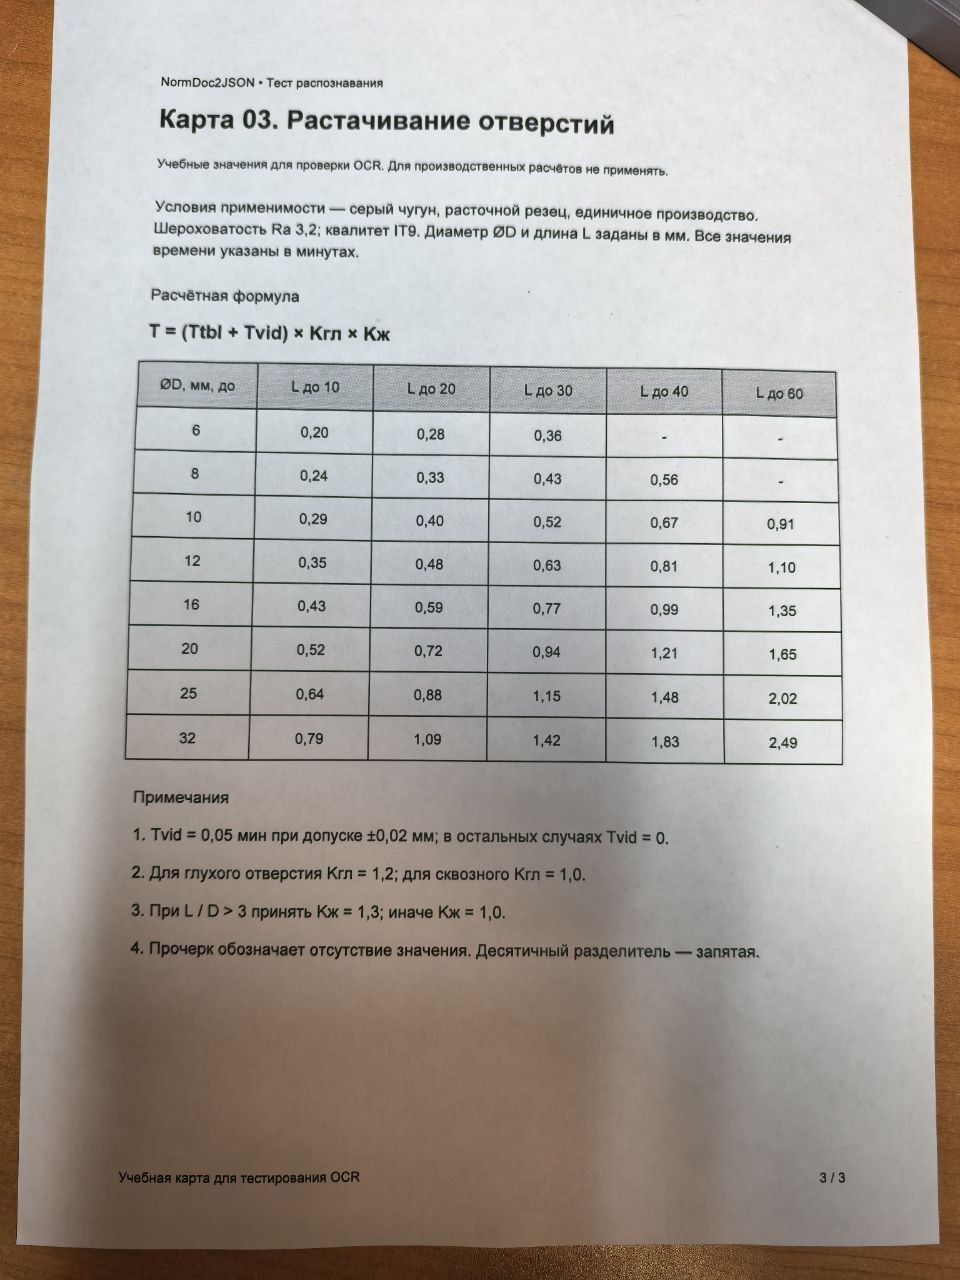 NormDoc2JSON • Тест распознавания
Карта 03. Растачивание отверстий
Учебные значения для проверки OCR. Для производственных расчётов не применять.
Условия применимости — серый чугун, расточной резец, единичное производство.
Шероховатость Ra 3,2; квалитет IT9. Диаметр ØD и длина L заданы в мм. Все значения
времени указаны в минутах.
Расчётная формула
T = (Ttbl + Tvid) × Kгл × Kж
ØD, мм, до L до 10 L до 20 L до 30 L до 40 L до 60
6 0,20 0,28 0,36 - -
8 0,24 0,33 0,43 0,56 -
10 0,29 0,40 0,52 0,67 0,91
12 0,35 0,48 0,63 0,81 1,10
16 0,43 0,59 0,77 0,99 1,35
20 0,52 0,72 0,94 1,21 1,65
25 0,64 0,88 1,15 1,48 2,02
32 0,79 1,09 1,42 1,83 2,49
Примечания
1. Tvid = 0,05 мин при допуске ±0,02 мм; в остальных случаях Tvid = 0.
2. Для глухого отверстия Kгл = 1,2; для сквозного Kгл = 1,0.
3. При L / D > 3 принять Kж = 1,3; иначе Kж = 1,0.
4. Прочерк обозначает отсутствие значения. Десятичный разделитель — запятая.
Учебная карта для тестирования OCR 3 / 3